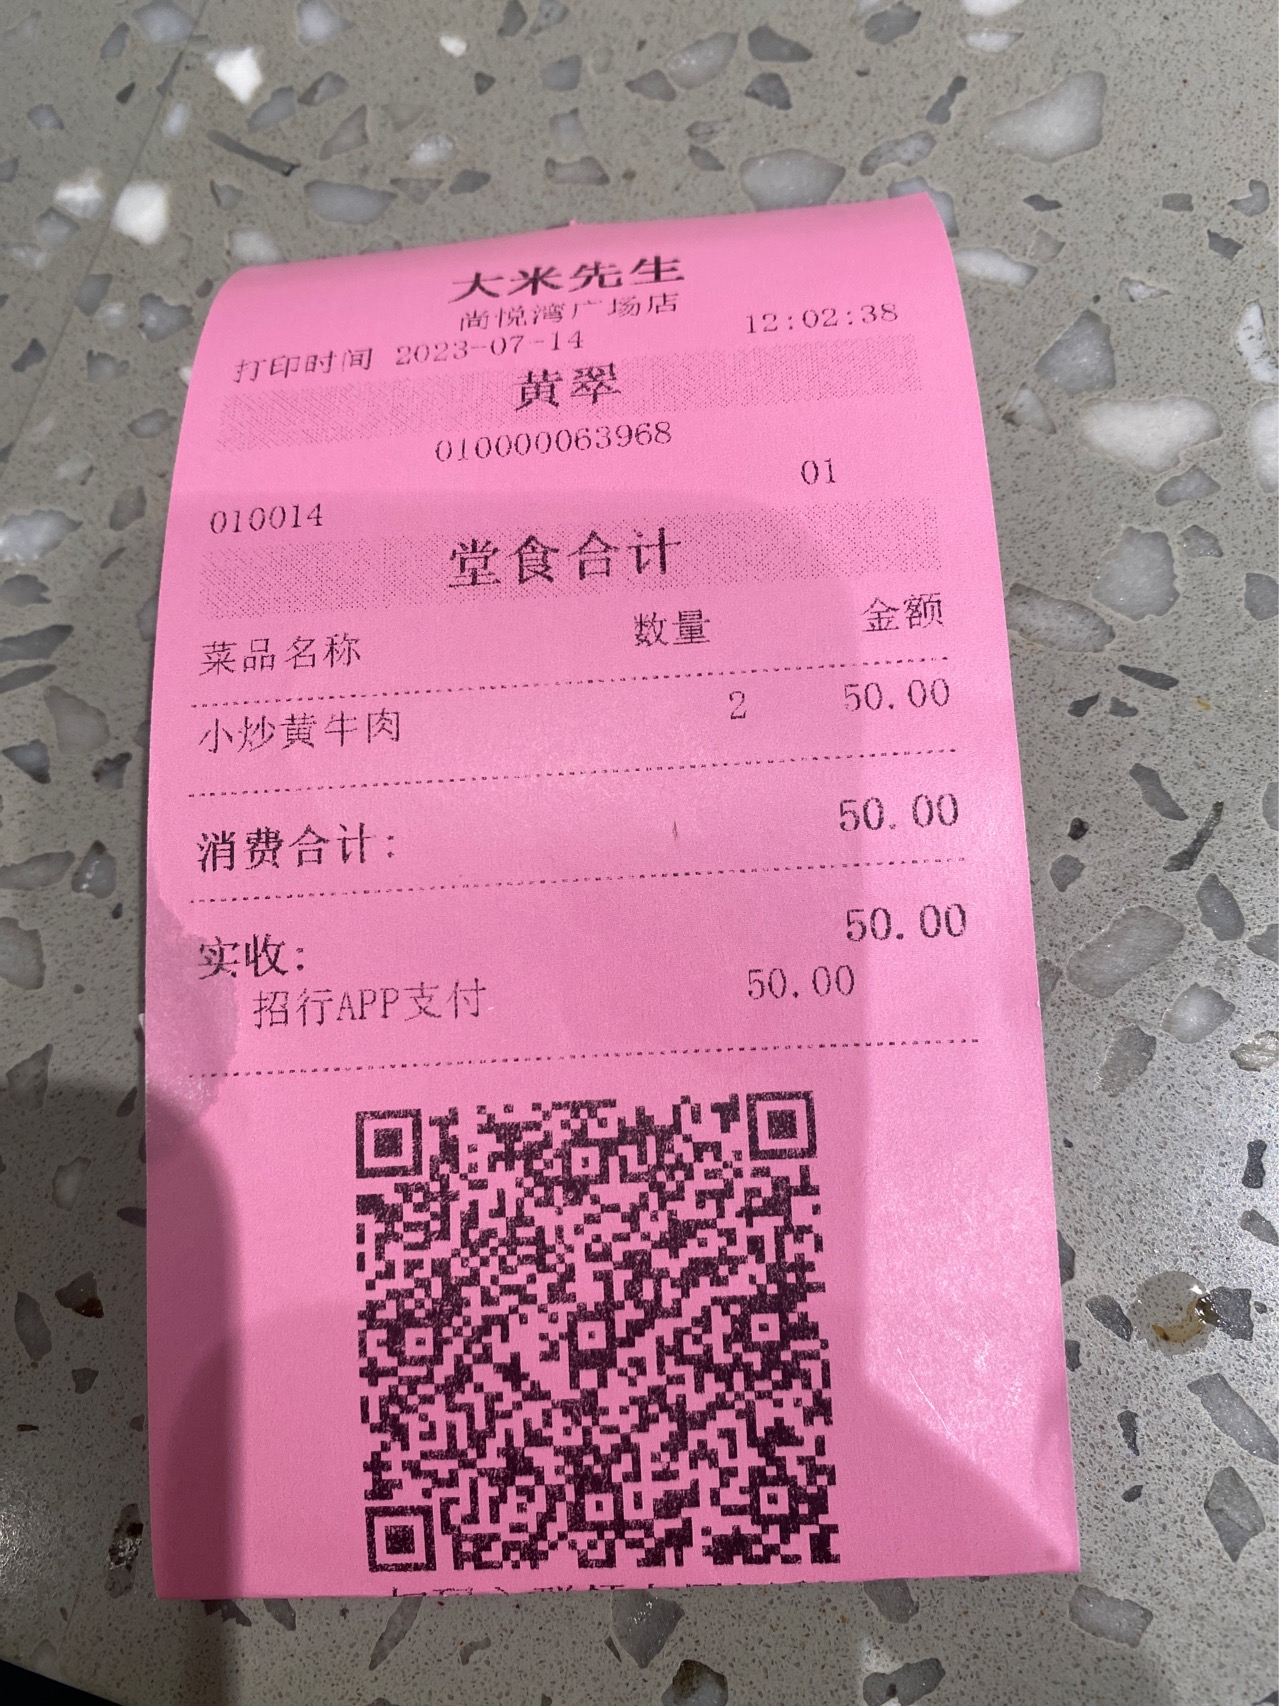 大米先生
尚悦湾广场店
打印时间 2023-07-14 12:02:38
黄翠
010000063968
010014 01
堂食合计
菜品名称 数量 金额
小炒黄牛肉 2 50.00
消费合计: 50.00
实收: 50.00
招行APP支付 50.00